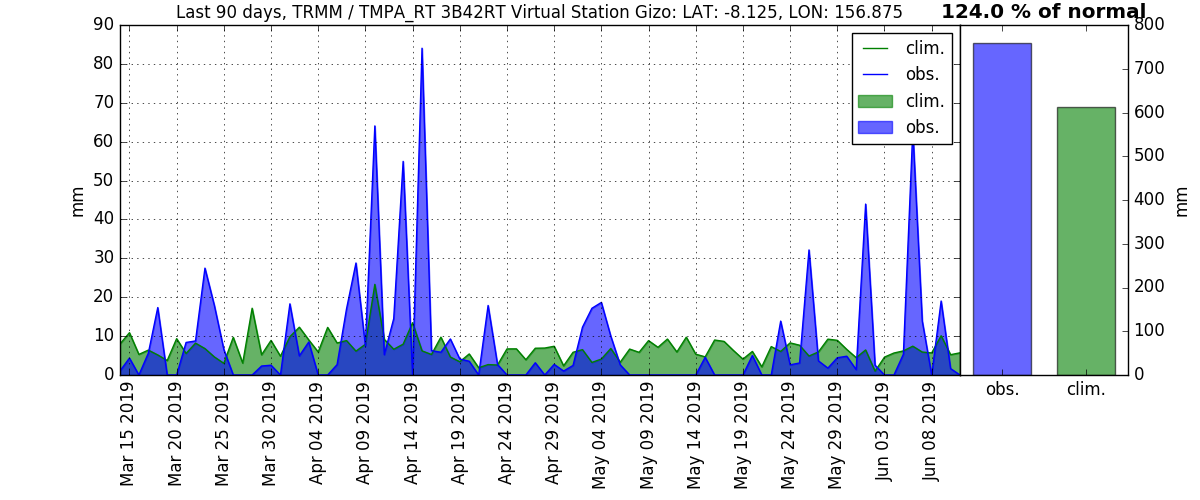 Last 90 days, TRMM / TMPA_RT 3B42RT Virtual Station Gizo: LAT: -8.125, LON: 156.875
124.0 % of normal
90
80
70
60
50
40
30
20
10
0
mm
clim.
obs.
clim.
obs.
800
700
600
500
400
300
200
100
0
mm
Mar 15 2019
Mar 20 2019
Mar 25 2019
Mar 30 2019
Apr 04 2019
Apr 09 2019
Apr 14 2019
Apr 19 2019
Apr 24 2019
Apr 29 2019
May 04 2019
May 09 2019
May 14 2019
May 19 2019
May 24 2019
May 29 2019
Jun 03 2019
Jun 08 2019
obs.
clim.